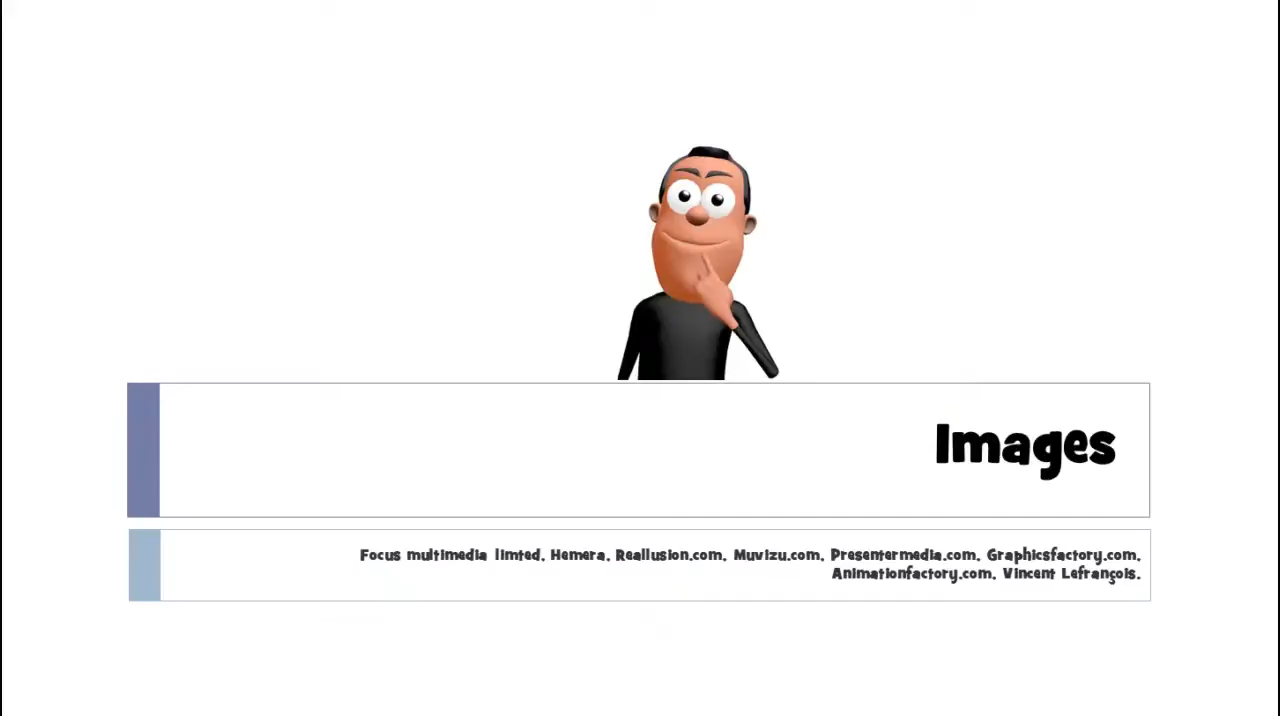 Images
Focus multimedia limted, Hemera, Reallusion.com, Muvizu.com, Presentermedia.com, Graphicsfactory.com,
Animationfactory.com, Vincent Lefrançois.